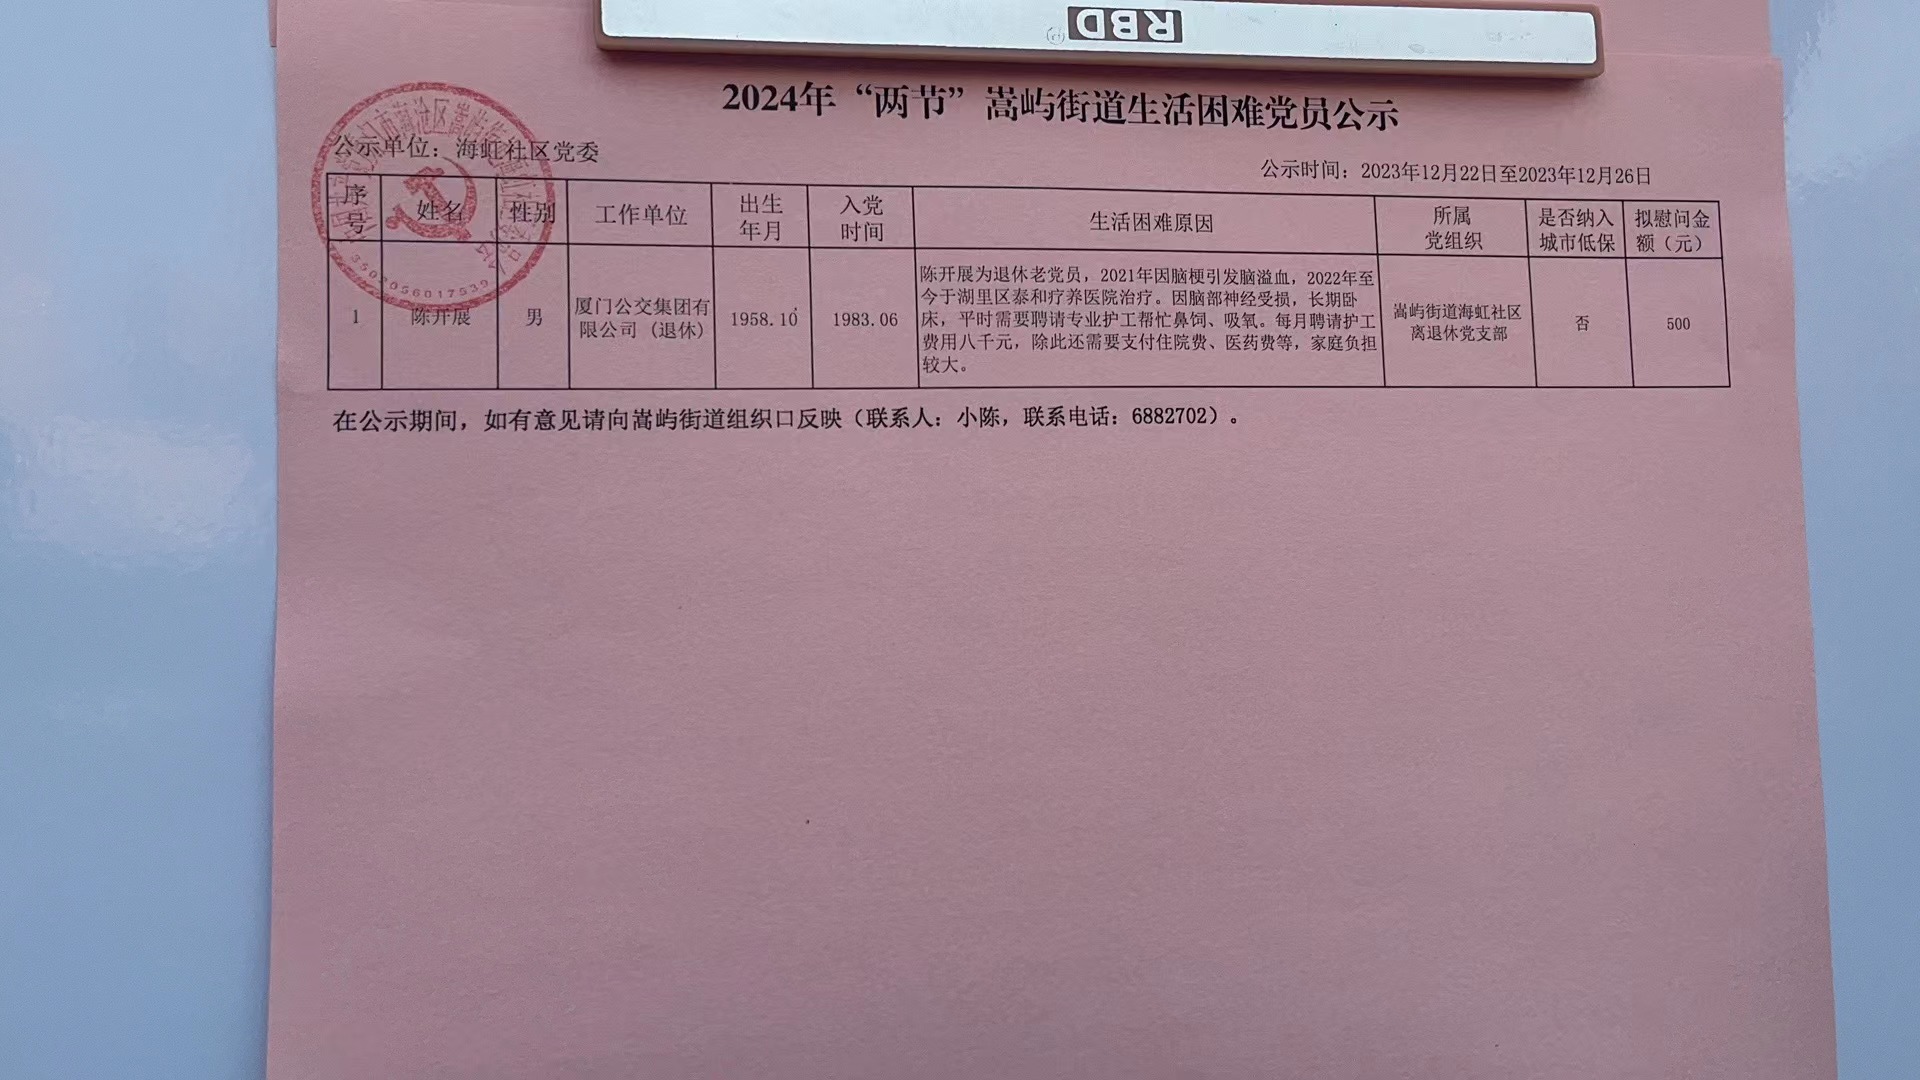 RBD
2024年“两节”嵩屿街道生活困难党员公示
公示单位：海虹社区党委
公示时间：2023年12月22日至2023年12月26日
序号 姓名 性别 工作单位 出生年月 入党时间 生活困难原因 所属党组织 是否纳入城市低保 拟慰问金额（元）
1 陈开展 男 厦门公交集团有限公司（退休） 1958.10 1983.06
陈开展为退休老党员，2021年因脑梗引发脑溢血，2022年至
今于湖里区泰和疗养医院治疗。因脑部神经受损，长期卧
床，平时需要聘请专业护工帮忙鼻饲、吸氧。每月聘请护工
费用八千元，除此还需要支付住院费、医药费等，家庭负担
较大。
嵩屿街道海虹社区
离退休党支部
否
500
在公示期间，如有意见请向嵩屿街道组织口反映（联系人：小陈，联系电话：6882702）。
3502056017539